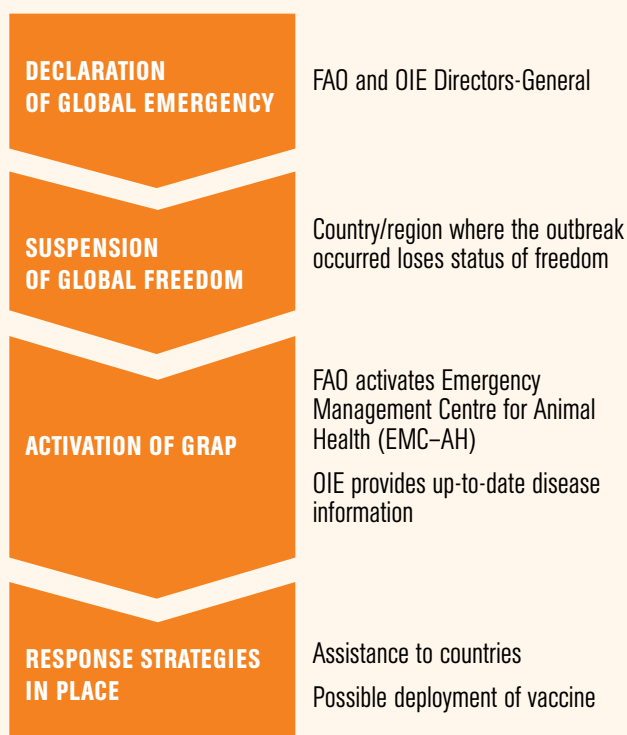 DECLARATION
OF GLOBAL EMERGENCY
FAO and OIE Directors-General
SUSPENSION
OF GLOBAL FREEDOM
Country/region where the outbreak
occurred loses status of freedom
ACTIVATION OF GRAP
FAO activates Emergency
Management Centre for Animal
Health (EMC–AH)
OIE provides up-to-date disease
information
RESPONSE STRATEGIES
IN PLACE
Assistance to countries
Possible deployment of vaccine